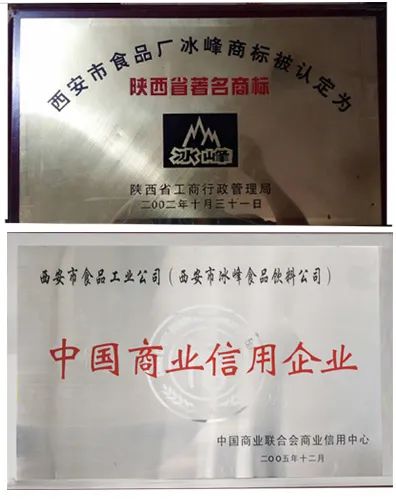 西安市食品厂冰峰商标被认定为
陕西省著名商标
冰峰
陕西省工商行政管理局
二00二年十月三十一日
西安市食品工业公司（西安市冰峰食品饮料公司）
中国商业信用企业
中国商业联合会商业信用中心
二00五年十二月